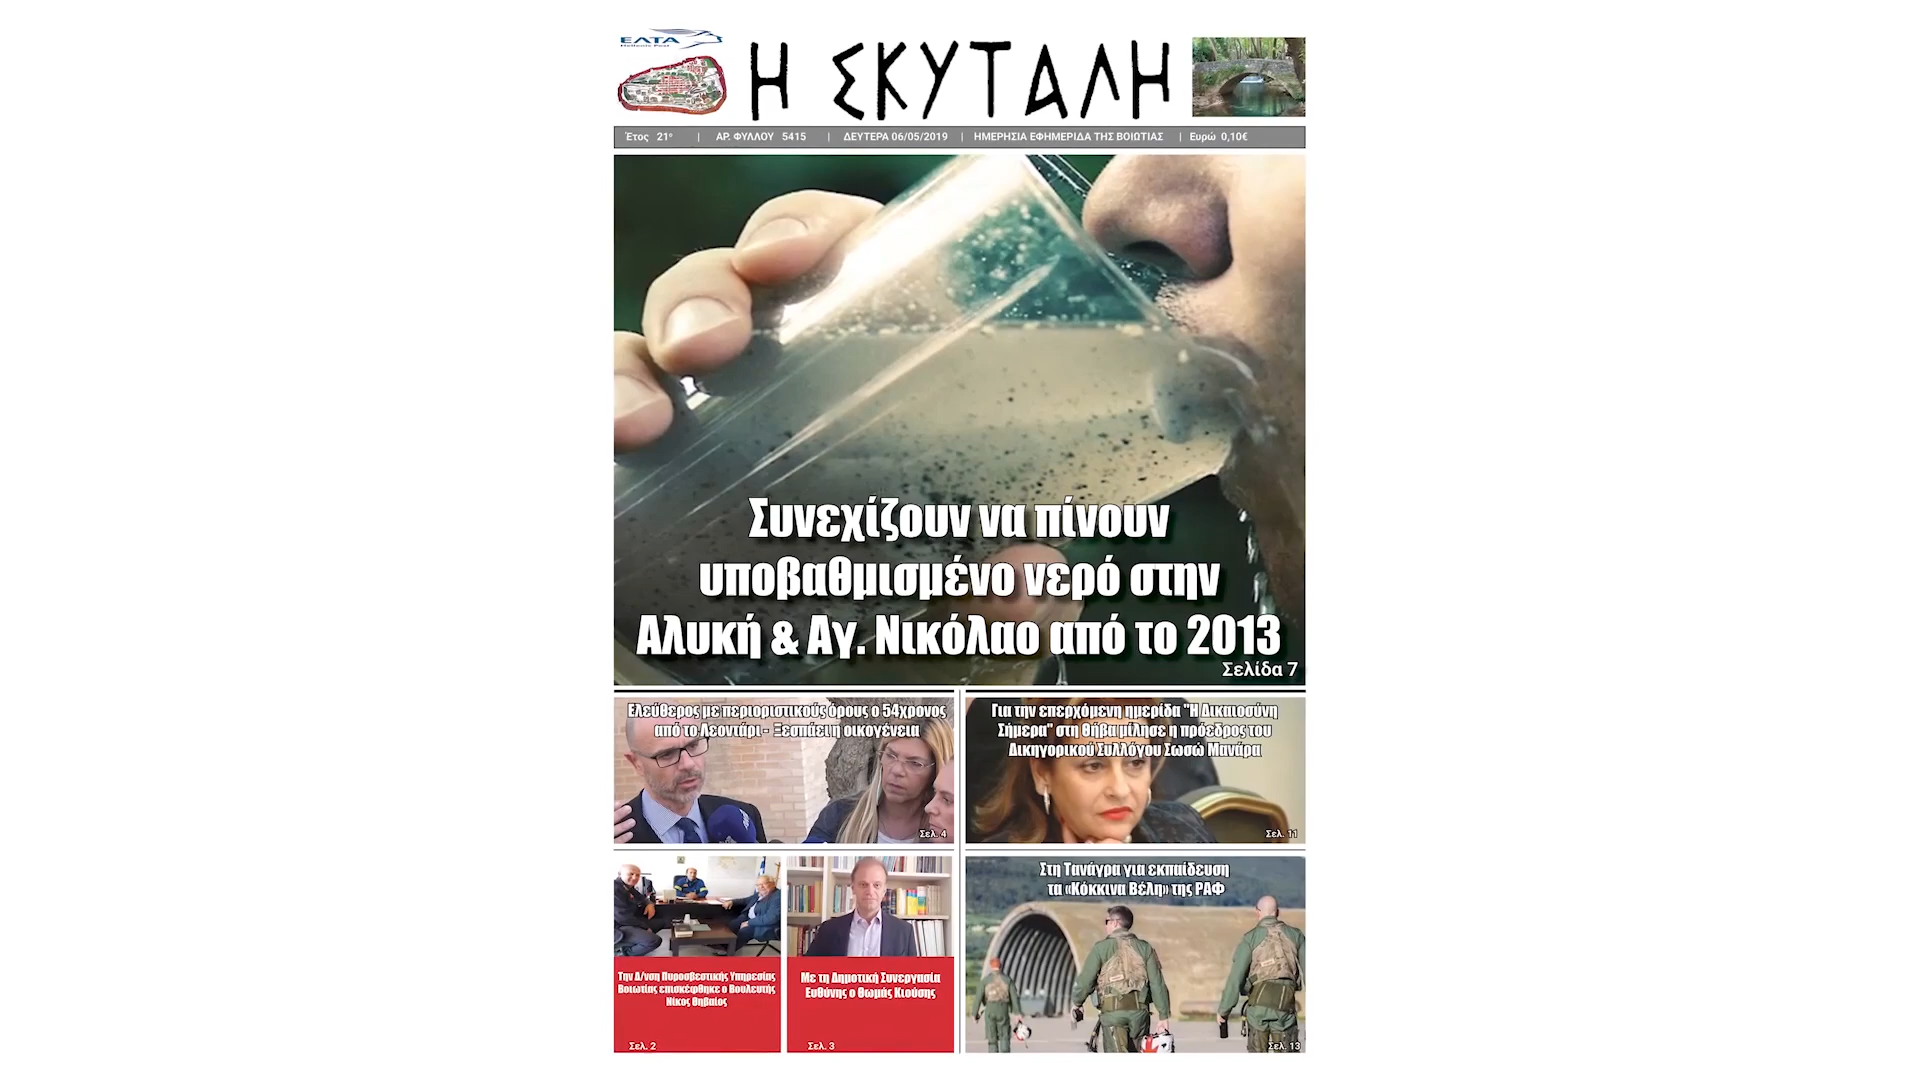 ΕΛΤΑ
Hellenic Post
Η ΣΚΥΤΑΛΗ
Έτος 21ο | ΑΡ. ΦΥΛΛΟΥ 5415 | ΔΕΥΤΕΡΑ 06/05/2019 | ΗΜΕΡΗΣΙΑ ΕΦΗΜΕΡΙΔΑ ΤΗΣ ΒΟΙΩΤΙΑΣ | Ευρώ 0,10€
Συνεχίζουν να πίνουν
υποβαθμισμένο νερό στην
Αλυκή & Αγ. Νικόλαο από το 2013
Σελίδα 7
Ελεύθερος με περιοριστικούς όρους ο 54χρονος
από το Λεοντάρι - Ξεσπάει η οικογένεια
Σελ. 4
Για την επερχόμενη ημερίδα "Η Δικαιοσύνη
Σήμερα" στη Θήβα μίλησε η πρόεδρος του
Δικηγορικού Συλλόγου Σωσώ Μανάρα
Σελ. 11
Την Δ/νση Πυροσβεστικής Υπηρεσίας
Βοιωτίας επισκέφθηκε ο Βουλευτής
Νίκος Θηβαίος
Σελ. 2
Με τη Δημοτική Συνεργασία
Ευθύνης ο Θωμάς Κιούσης
Σελ. 3
Στη Τανάγρα για εκπαίδευση
τα «Κόκκινα Βέλη» της ΡΑΦ
Σελ. 13